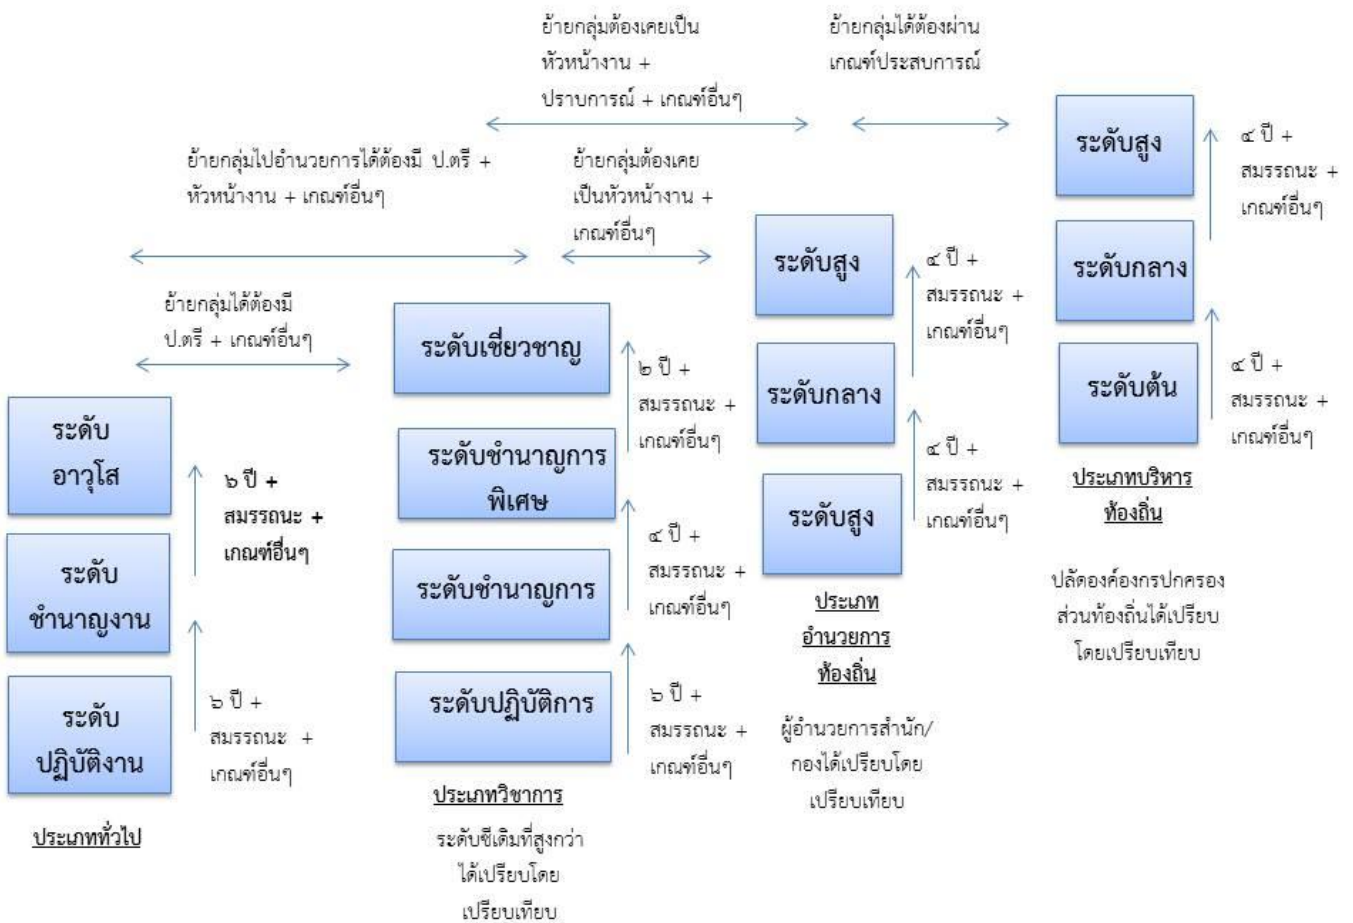 ย้ายกลุ่มต้องเคยเป็น
หัวหน้างาน +
ปราบการณ์ + เกณฑ์อื่นๆ
ย้ายกลุ่มได้ต้องผ่าน
เกณฑ์ประสบการณ์
ย้ายกลุ่มไปอำนวยการได้ต้องมี ป.ตรี +
หัวหน้างาน + เกณฑ์อื่นๆ
ย้ายกลุ่มต้องเคย
เป็นหัวหน้างาน +
เกณฑ์อื่นๆ
ย้ายกลุ่มได้ต้องมี
ป.ตรี + เกณฑ์อื่นๆ
ระดับ
อาวุโส
๖ ปี +
สมรรถนะ +
เกณฑ์อื่นๆ
ระดับ
ชำนาญงาน
ระดับ
ปฏิบัติงาน
๖ ปี +
สมรรถนะ +
เกณฑ์อื่นๆ
ประเภททั่วไป
ระดับเชี่ยวชาญ
๒ ปี +
สมรรถนะ +
เกณฑ์อื่นๆ
ระดับชำนาญการ
พิเศษ
๔ ปี +
สมรรถนะ +
เกณฑ์อื่นๆ
ระดับชำนาญการ
ระดับปฏิบัติการ
๖ ปี +
สมรรถนะ +
เกณฑ์อื่นๆ
ประเภทวิชาการ
ระดับซีเดิมที่สูงกว่า
ได้เปรียบโดย
เปรียบเทียบ
ระดับสูง
๔ ปี +
สมรรถนะ +
เกณฑ์อื่นๆ
ระดับกลาง
๔ ปี +
สมรรถนะ +
เกณฑ์อื่นๆ
ระดับสูง
ประเภท
อำนวยการ
ท้องถิ่น
ผู้อำนวยการสำนัก/
กองได้เปรียบโดย
เปรียบเทียบ
ระดับสูง
๔ ปี +
สมรรถนะ +
เกณฑ์อื่นๆ
ระดับกลาง
ระดับต้น
๔ ปี +
สมรรถนะ +
เกณฑ์อื่นๆ
ประเภทบริหาร
ท้องถิ่น
ปลัดองค์องกรปกครอง
ส่วนท้องถิ่นได้เปรียบ
โดยเปรียบเทียบ